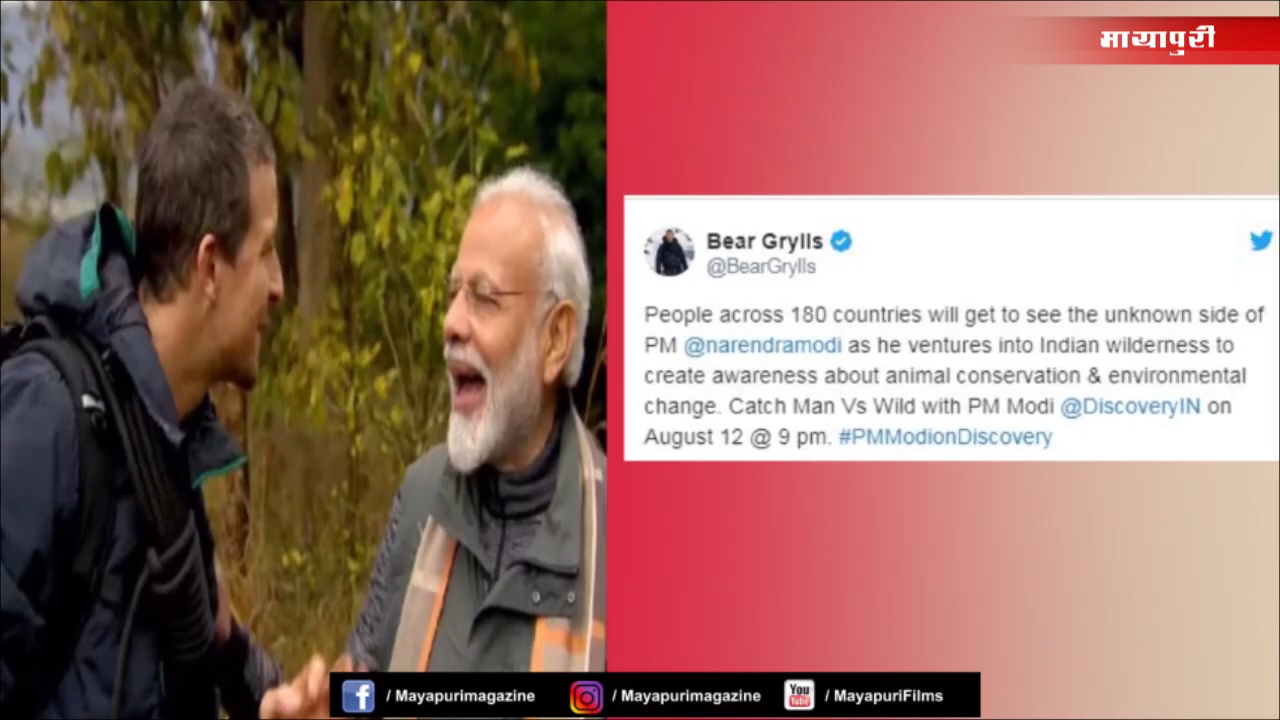 मायापुरी
Bear Grylls
@BearGrylls
People across 180 countries will get to see the unknown side of
PM @narendramodi as he ventures into Indian wilderness to
create awareness about animal conservation & environmental
change. Catch Man Vs Wild with PM Modi @DiscoveryIN on
August 12 @ 9 pm. #PMModionDiscovery
f / Mayapurimagazine
/ Mayapurimagazine
You Tube / MayapuriFilms